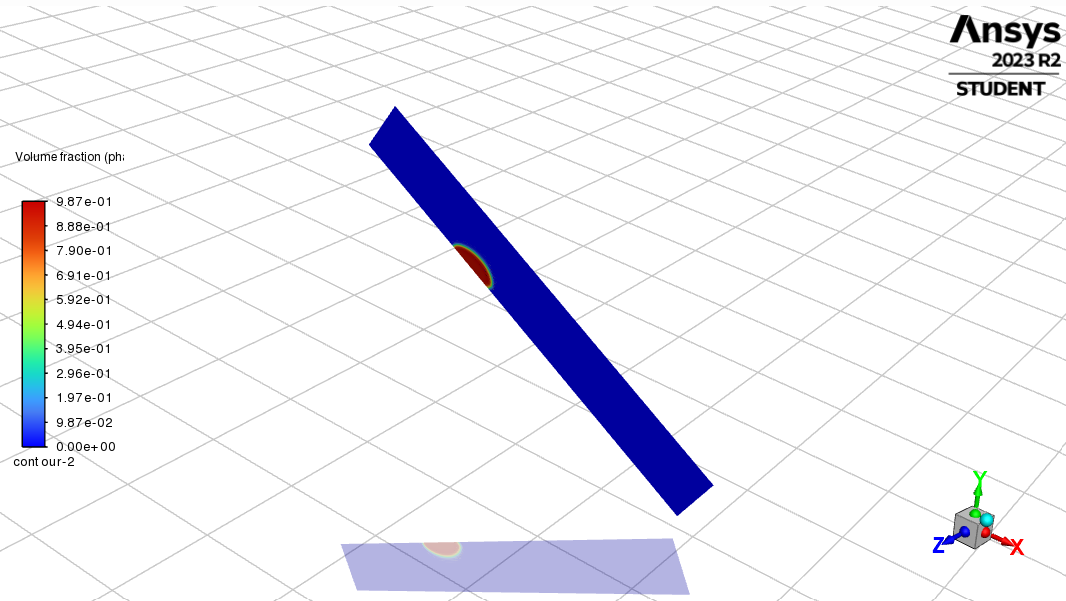 Ansys
2023 R2
STUDENT
Volume fraction (pha
9.87e-01
8.88e-01
7.90e-01
6.91e-01
5.92e-01
4.94e-01
3.95e-01
2.96e-01
1.97e-01
9.87e-02
0.00e+00
contour-2
Y
Z
X